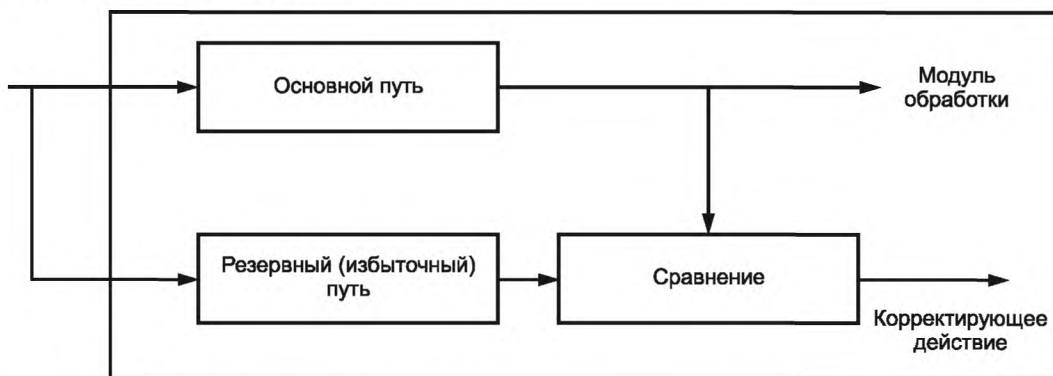 Основной путь
Модуль
обработки
Резервный (избыточный)
путь
Сравнение
Корректирующее
действие